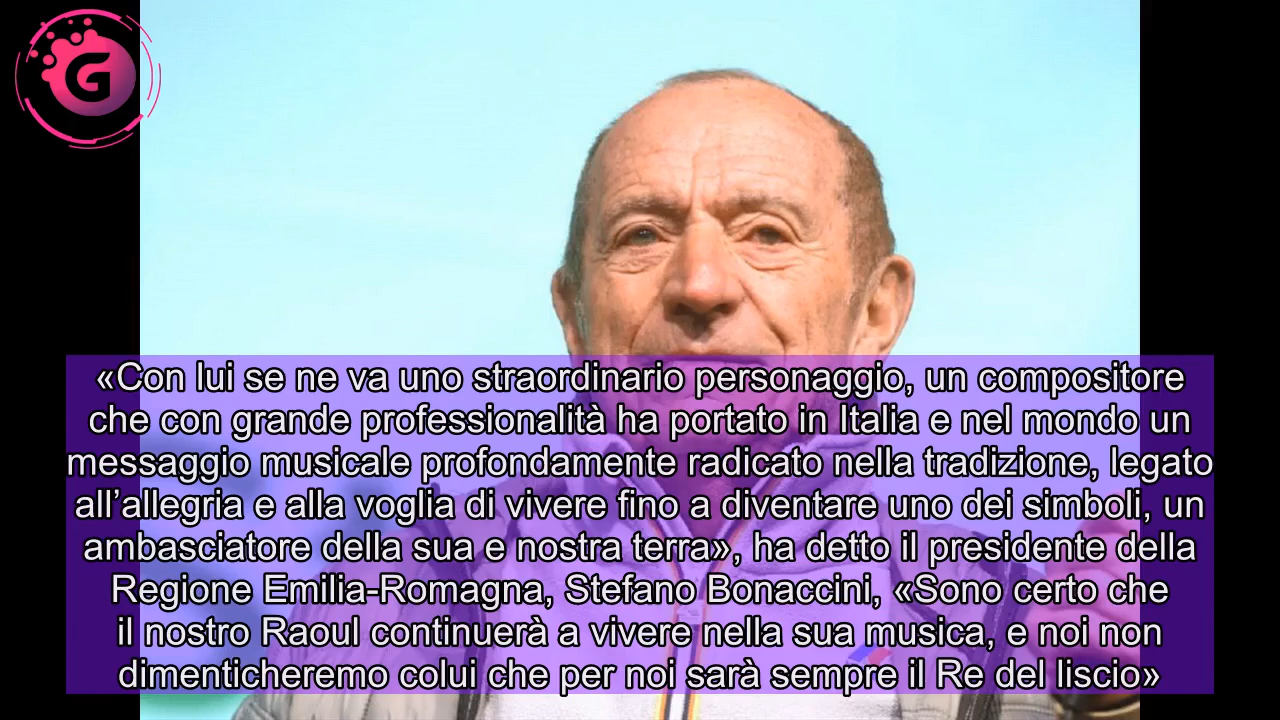 G
«Con lui se ne va uno straordinario personaggio, un compositore
che con grande professionalità ha portato in Italia e nel mondo un
messaggio musicale profondamente radicato nella tradizione, legato
all’allegria e alla voglia di vivere fino a diventare uno dei simboli, un
ambasciatore della sua e nostra terra», ha detto il presidente della
Regione Emilia-Romagna, Stefano Bonaccini, «Sono certo che
il nostro Raoul continuerà a vivere nella sua musica, e noi non
dimenticheremo colui che per noi sarà sempre il Re del liscio»